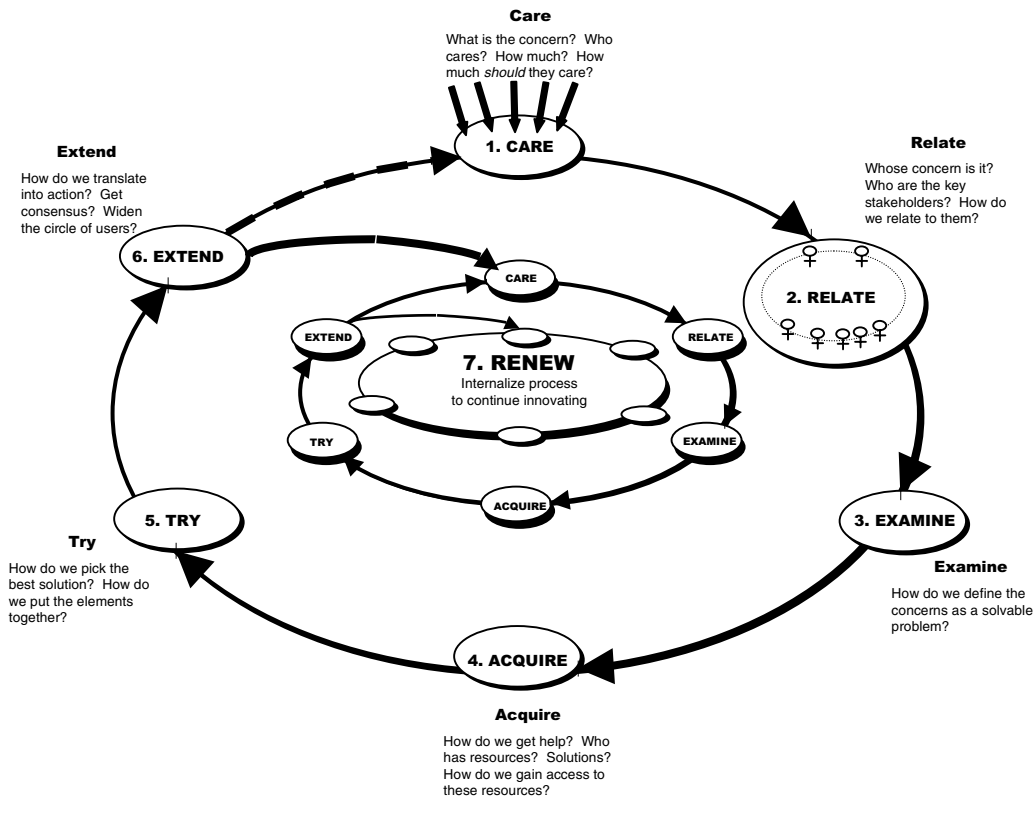 Care
What is the concern? Who
cares? How much? How
much should they care?
1. CARE
Relate
Whose concern is it?
Who are the key
stakeholders? How do
we relate to them?
2. RELATE
3. EXAMINE
Examine
How do we define the
concerns as a solvable
problem?
4. ACQUIRE
Acquire
How do we get help? Who
has resources? Solutions?
How do we gain access to
these resources?
5. TRY
Try
How do we pick the
best solution? How do
we put the elements
together?
Extend
How do we translate
into action? Get
consensus? Widen
the circle of users?
6. EXTEND
CARE
RELATE
EXAMINE
ACQUIRE
TRY
EXTEND
7. RENEW
Internalize process
to continue innovating